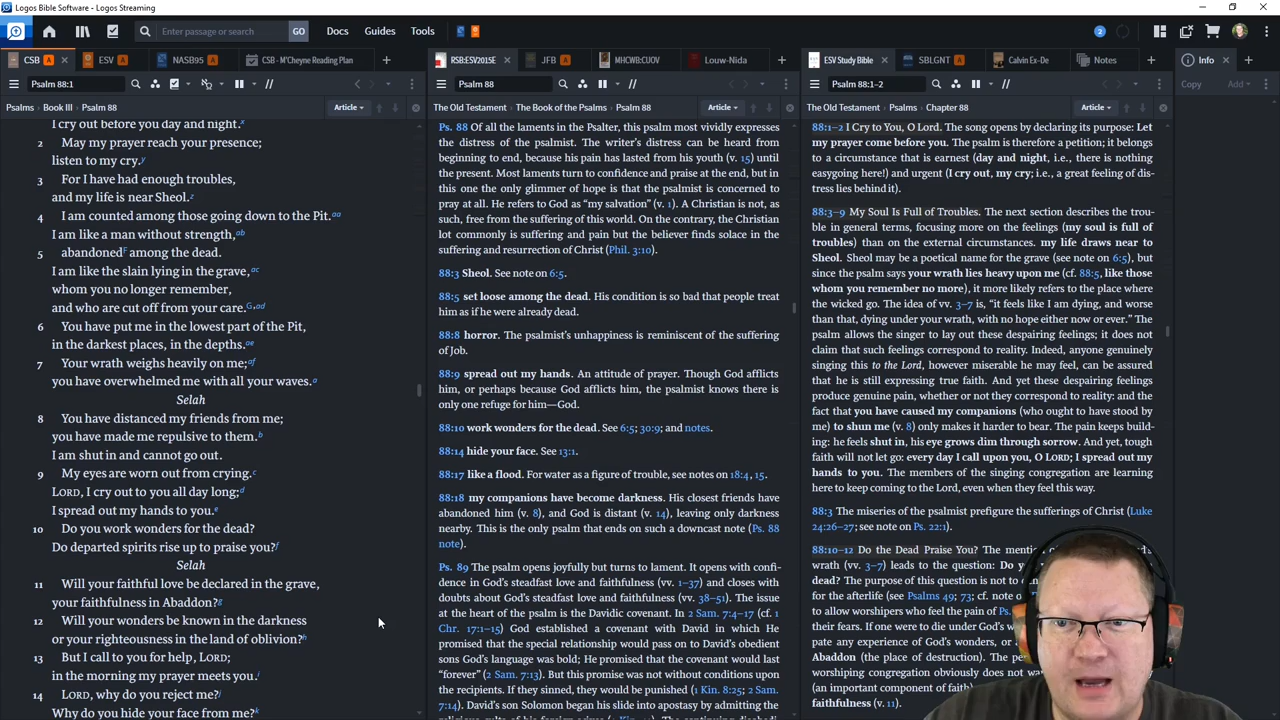 Logos Bible Software - Logos Streaming
Enter passage or search
GO
Docs
Guides
Tools
2
CSB A
ESV A
NASB95 A
CSB - M'Cheyne Reading Plan
Psalm 88:1
Psalms › Book III › Psalm 88
Article
I cry out before you day and night.x
2 May my prayer reach your presence;
listen to my cry.y
3 For I have had enough troubles,
and my life is near Sheol.z
4 I am counted among those going down to the Pit.aa
I am like a man without strength,ab
5 abandonedF among the dead.
I am like the slain lying in the grave,ac
whom you no longer remember,
and who are cut off from your care.G,ad
6 You have put me in the lowest part of the Pit,
in the darkest places, in the depths.ae
7 Your wrath weighs heavily on me;af
you have overwhelmed me with all your waves.a
Selah
8 You have distanced my friends from me;
you have made me repulsive to them.b
I am shut in and cannot go out.
9 My eyes are worn out from crying.c
LORD, I cry out to you all day long;d
I spread out my hands to you.e
10 Do you work wonders for the dead?
Do departed spirits rise up to praise you?f
Selah
11 Will your faithful love be declared in the grave,
your faithfulness in Abaddon?g
12 Will your wonders be known in the darkness
or your righteousness in the land of oblivion?h
13 But I call to you for help, LORD;
in the morning my prayer meets you.i
14 LORD, why do you reject me?j
Why do you hide your face from me?k
RSB:ESV2015E
JFB A
MHCWB:CUOV
Louw-Nida
Psalm 88
The Old Testament › The Book of the Psalms › Psalm 88
Article
Ps. 88 Of all the laments in the Psalter, this psalm most vividly expresses
the distress of the psalmist. The writer's distress can be heard from
beginning to end, because his pain has lasted from his youth (v. 15) until
the present. Most laments turn to confidence and praise at the end, but in
this one the only glimmer of hope is that the psalmist is concerned to
pray at all. He refers to God as "my salvation" (v. 1). A Christian is not, as
such, free from the suffering of this world. On the contrary, the Christian
lot commonly is suffering and pain but the believer finds solace in the
suffering and resurrection of Christ (Phil. 3:10).
88:3 Sheol. See note on 6:5.
88:5 set loose among the dead. His condition is so bad that people treat
him as if he were already dead.
88:8 horror. The psalmist's unhappiness is reminiscent of the suffering
of Job.
88:9 spread out my hands. An attitude of prayer. Though God afflicts
him, or perhaps because God afflicts him, the psalmist knows there is
only one refuge for him—God.
88:10 work wonders for the dead. See 6:5; 30:9; and notes.
88:14 hide your face. See 13:1.
88:17 like a flood. For water as a figure of trouble, see notes on 18:4, 15.
88:18 my companions have become darkness. His closest friends have
abandoned him (v. 8), and God is distant (v. 14), leaving only darkness
nearby. This is the only psalm that ends on such a downcast note (Ps. 88
note).
Ps. 89 The psalm opens joyfully but turns to lament. It opens with confi-
dence in God's steadfast love and faithfulness (vv. 1–37) and closes with
doubts about God's steadfast love and faithfulness (vv. 38–51). The issue
at the heart of the psalm is the Davidic covenant. In 2 Sam. 7:4–17 (cf. 1
Chr. 17:1–15) God established a covenant with David in which He
promised that the special relationship would pass on to David's obedient
sons God's language was bold; He promised that the covenant would last
"forever" (2 Sam. 7:13). But this promise was not without conditions upon
the recipients. If they sinned, they would be punished (1 Kin. 8:25; 2 Sam.
7:14). David's son Solomon began his slide into apostasy by admitting the
ESV Study Bible
SBLGNT A
Calvin Ex-De
Notes
Psalm 88:1–2
The Old Testament › Psalms › Chapter 88
Article
88:1–2 I Cry to You, O Lord. The song opens by declaring its purpose: Let
my prayer come before you. The psalm is therefore a petition; it belongs
to a circumstance that is earnest (day and night, i.e., there is nothing
easygoing here!) and urgent (I cry out, my cry; i.e., a great feeling of dis-
tress lies behind it).
88:3–9 My Soul Is Full of Troubles. The next section describes the trou-
ble in general terms, focusing more on the feelings (my soul is full of
troubles) than on the external circumstances. my life draws near to
Sheol. Sheol may be a poetical name for the grave (see note on 6:5), but
since the psalm says your wrath lies heavy upon me (cf. 88:5, like those
whom you remember no more), it more likely refers to the place where
the wicked go. The idea of vv. 3–7 is, "it feels like I am dying, and worse
than that, dying under your wrath, with no hope either now or ever." The
psalm allows the singer to lay out these despairing feelings; it does not
claim that such feelings correspond to reality. Indeed, anyone genuinely
singing this to the Lord, however miserable he may feel, can be assured
that he is still expressing true faith. And yet these despairing feelings
produce genuine pain, whether or not they correspond to reality: and the
fact that you have caused my companions (who ought to have stood by
me) to shun me (v. 8) only makes it harder to bear. The pain keeps build-
ing: he feels shut in, his eye grows dim through sorrow. And yet, tough
faith will not let go: every day I call upon you, O LORD; I spread out my
hands to you. The members of the singing congregation are learning
here to keep coming to the Lord, even when they feel this way.
88:3 The miseries of the psalmist prefigure the sufferings of Christ (Luke
24:26–27; see note on Ps. 22:1).
88:10–12 Do the Dead Praise You? The
wrath (vv. 3–7) leads to the question: Do
dead? The purpose of this question is not to
for the afterlife (see Psalms 49; 73; cf. note
to allow worshipers who feel the pain of
their fears. If one were to die under God's
pate any experience of God's wonders,
Abaddon (the place of destruction). The
worshiping congregation obviously does not
(an important component of faith)
faithfulness (v. 11).
Info
Copy
Add